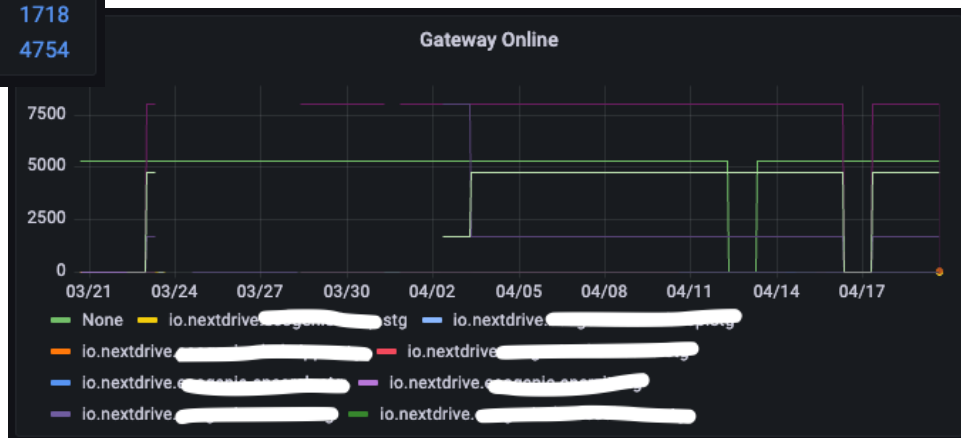 1718
4754
Gateway Online
7500
5000
2500
0
03/21 03/24 03/27 03/30 04/02 04/05 04/08 04/11 04/14 04/17
None io.nextdrive. stg io.nextdrive.
io.nextdrive. io.nextdrive
io.nextdrive. io.nextdrive.
io.nextdrive. io.nextdrive.